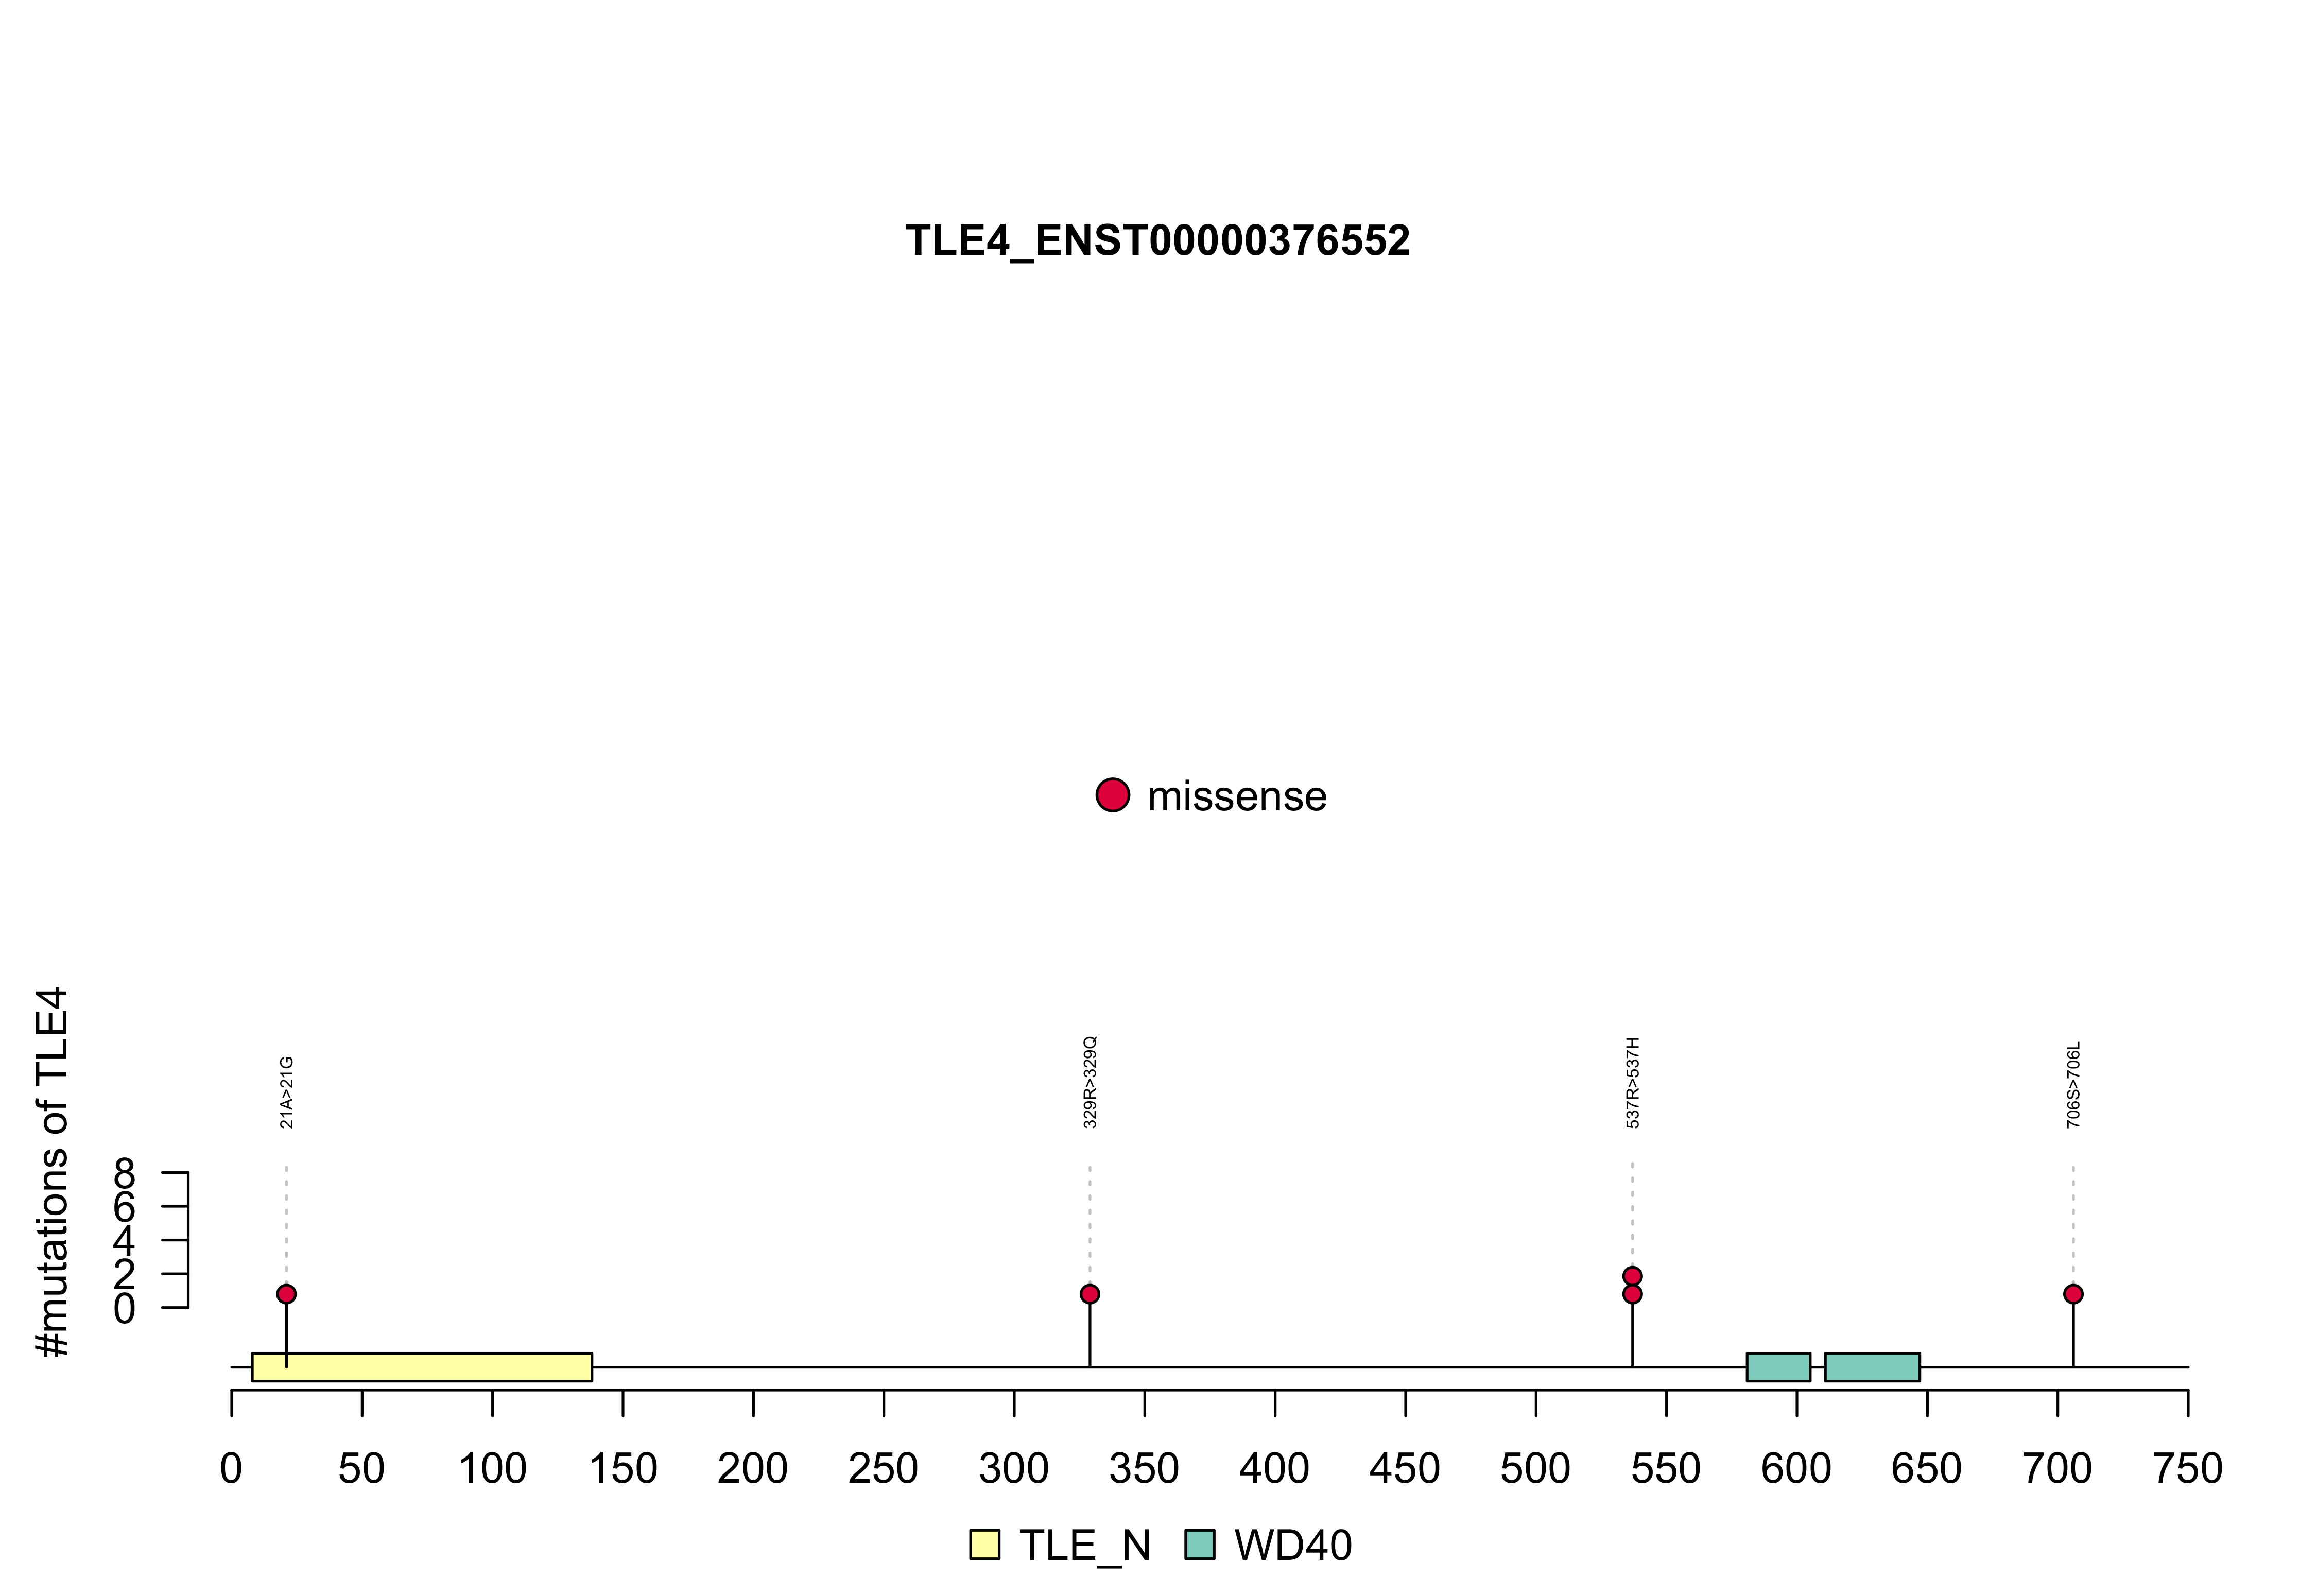 TLE4_ENST00000376552
missense
#mutations of TLE4
21A>21G
329R>329Q
537R>537H
706S>706L
8
6
4
2
0
0 50 100 150 200 250 300 350 400 450 500 550 600 650 700 750
TLE_N WD40